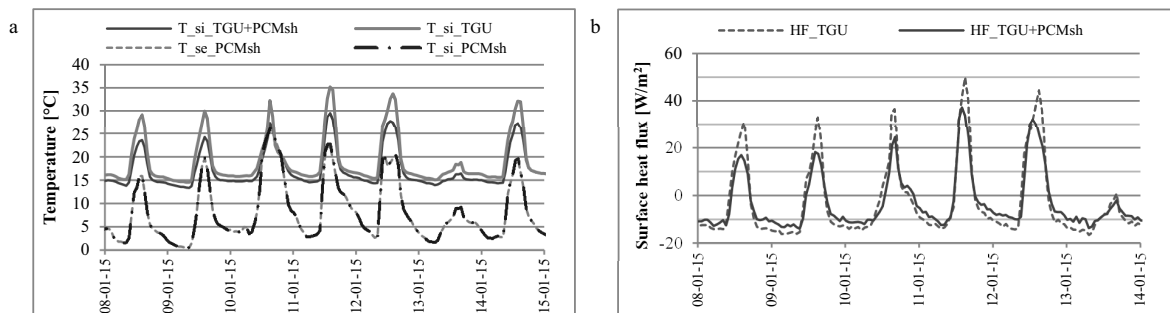 a
T_si_TGU+PCMsh
T_si_TGU
T_se_PCMsh
T_si_PCMsh
Temperature [°C]
40
35
30
25
20
15
10
5
0
08-01-15
09-01-15
10-01-15
11-01-15
12-01-15
13-01-15
14-01-15
15-01-15
b
HF_TGU
HF_TGU+PCMsh
Surface heat flux [W/m²]
60
40
20
0
-20
08-01-15
09-01-15
10-01-15
11-01-15
12-01-15
13-01-15
14-01-15